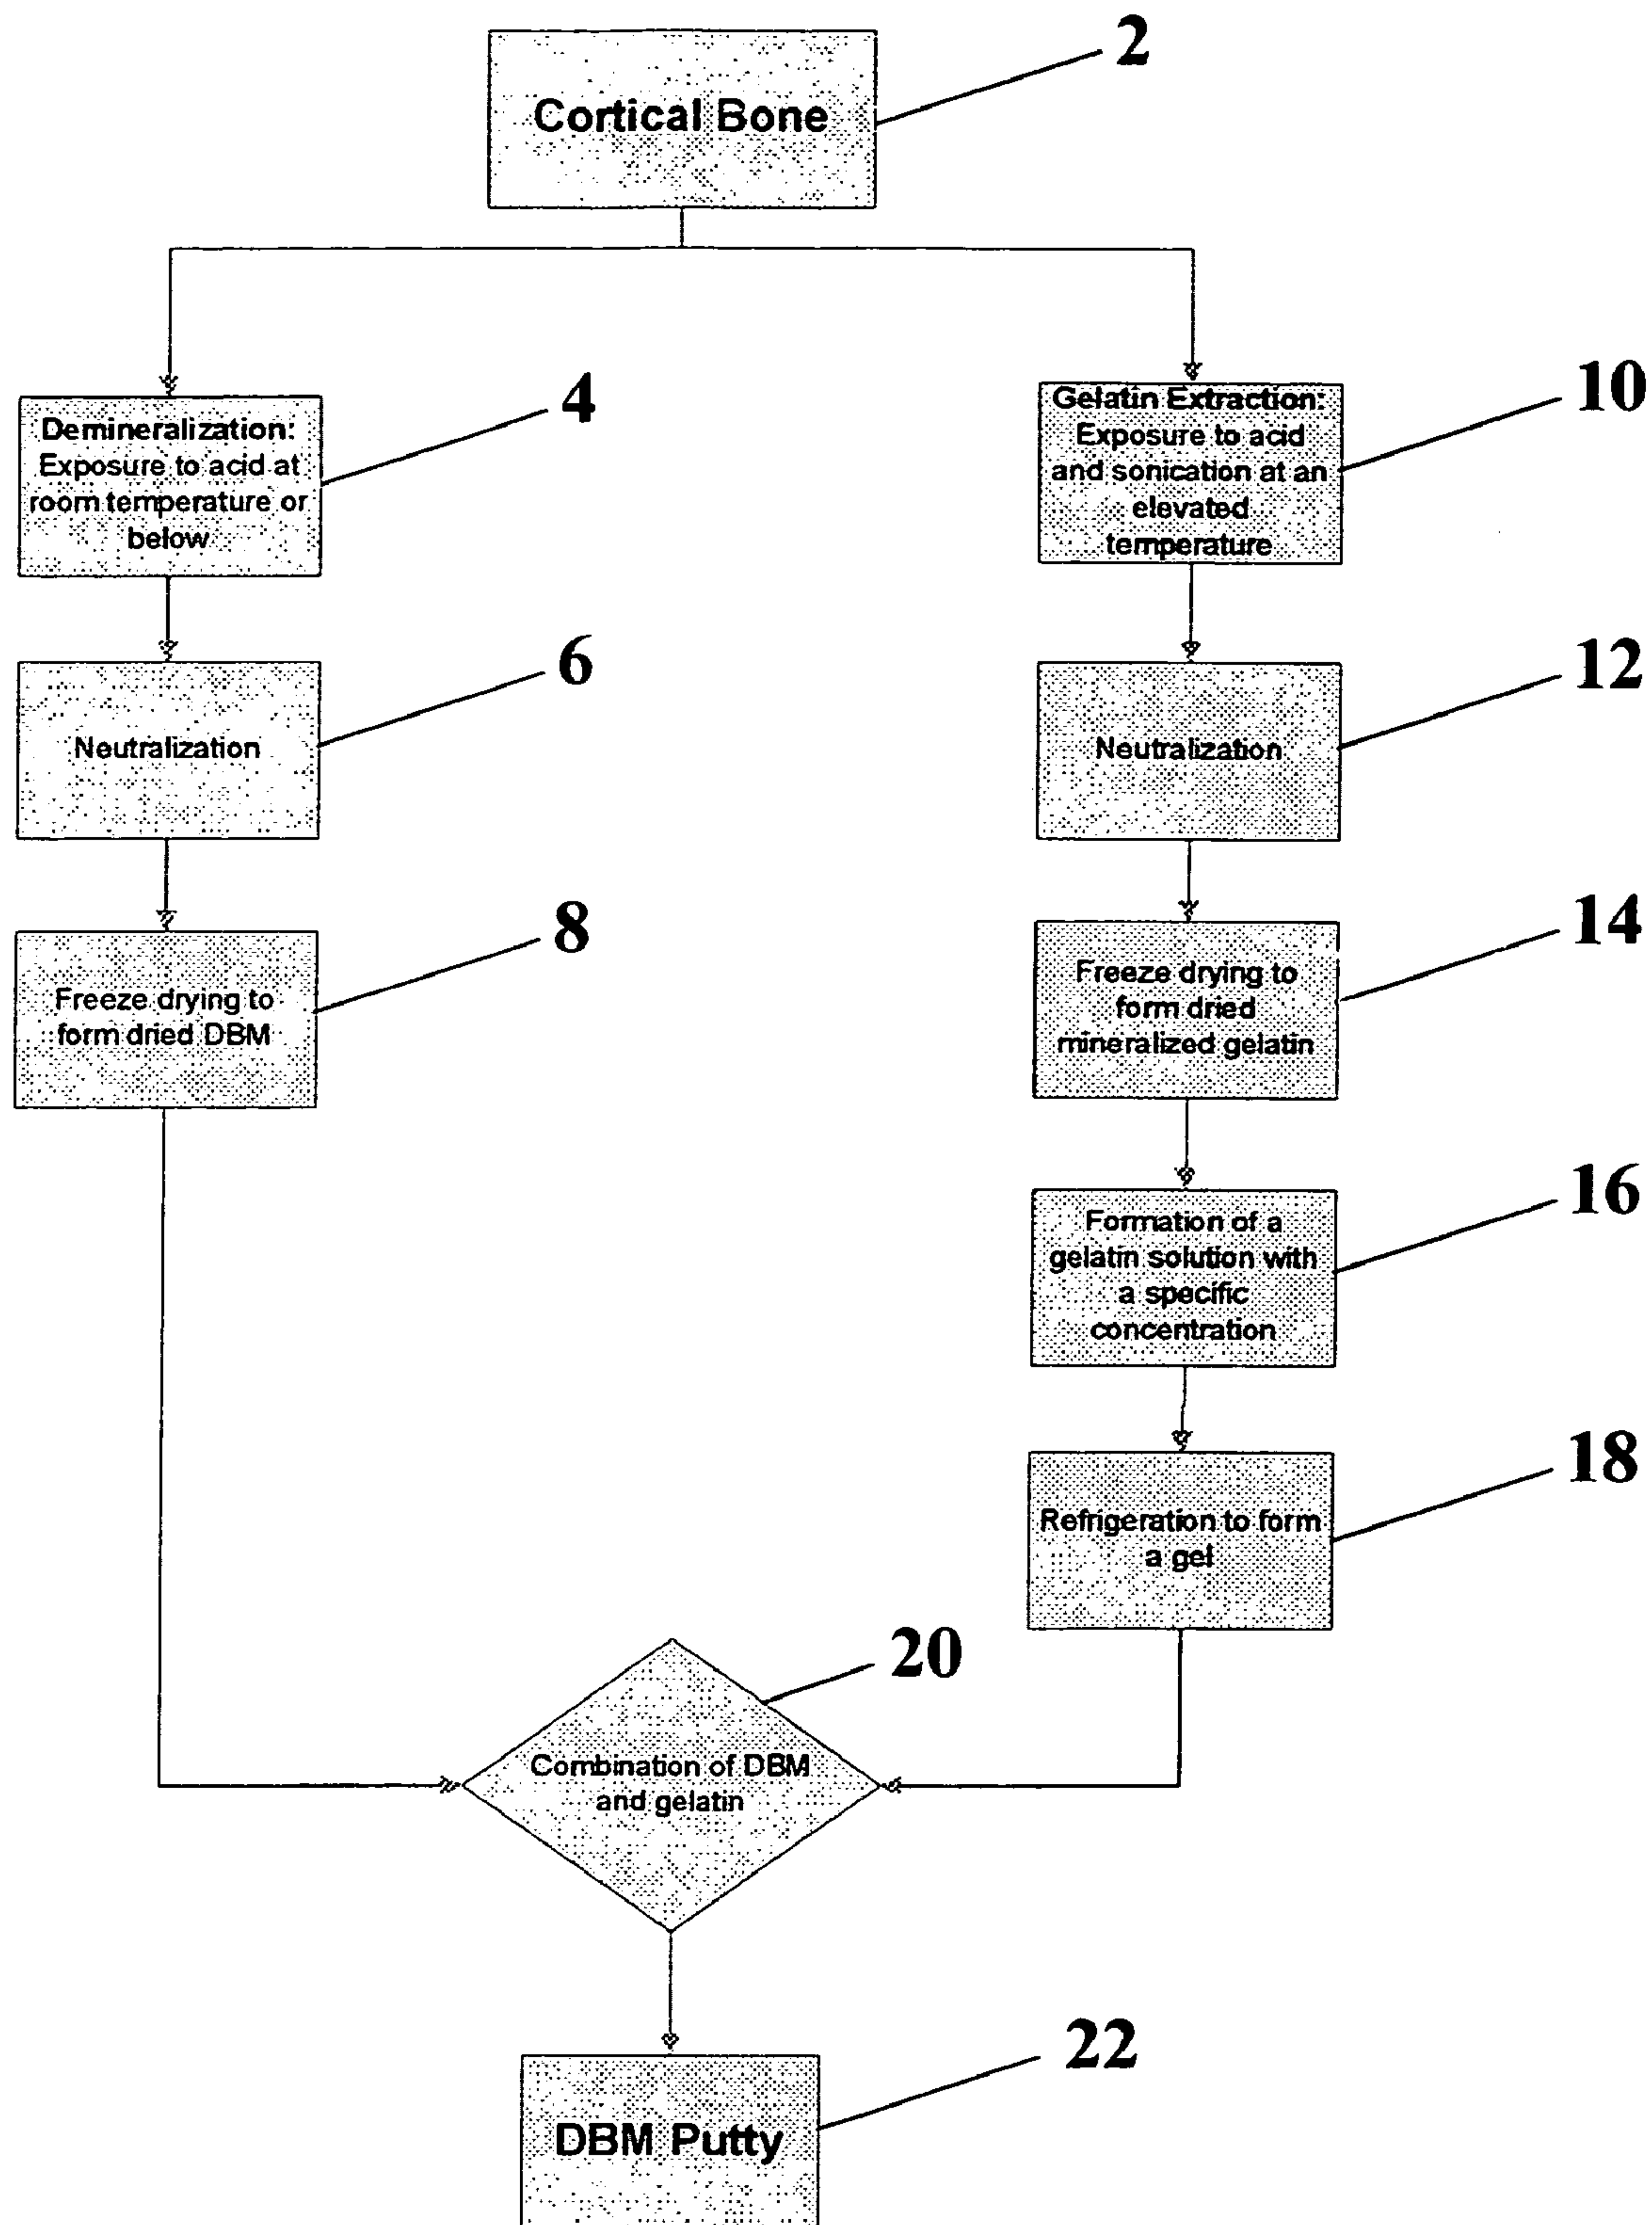 Cortical Bone
2
Demineralization:
Exposure to acid at
room temperature or
below
4
Neutralization
6
Freeze drying to
form dried DBM
8
Gelatin Extraction:
Exposure to acid
and sonication at an
elevated
temperature
10
Neutralization
12
Freeze drying to
form dried
mineralized gelatin
14
Formation of a
gelatin solution with
a specific
concentration
16
Refrigeration to form
a gel
18
Combination of DBM
and gelatin
20
DBM Putty
22